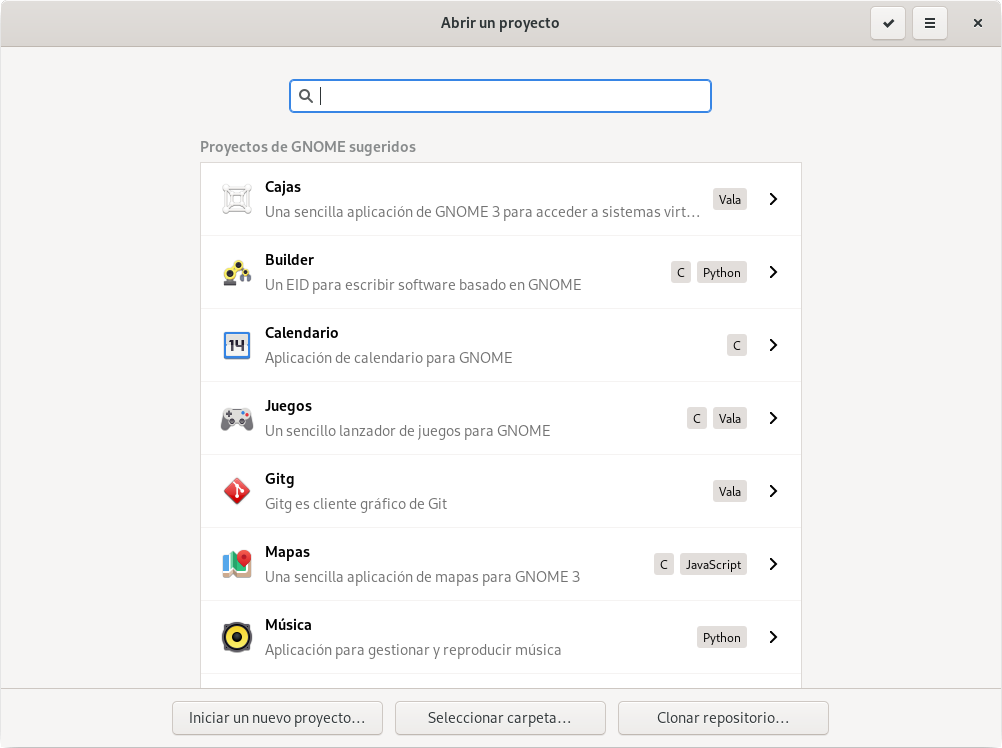 Abrir un proyecto
Proyectos de GNOME sugeridos
Cajas
Una sencilla aplicación de GNOME 3 para acceder a sistemas virt…
Vala
Builder
Un EID para escribir software basado en GNOME
C Python
14
Calendario
Aplicación de calendario para GNOME
C
Juegos
Un sencillo lanzador de juegos para GNOME
C Vala
Gitg
Gitg es cliente gráfico de Git
Vala
Mapas
Una sencilla aplicación de mapas para GNOME 3
C JavaScript
Música
Aplicación para gestionar y reproducir música
Python
Iniciar un nuevo proyecto… Seleccionar carpeta… Clonar repositorio…